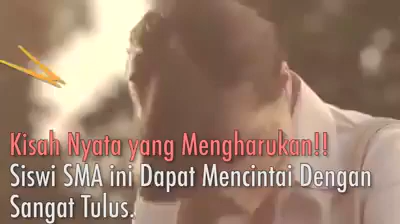 Kisah Nyata yang Mengharukan!!
Siswi SMA ini Dapat Mencintai Dengan
Sangat Tulus.